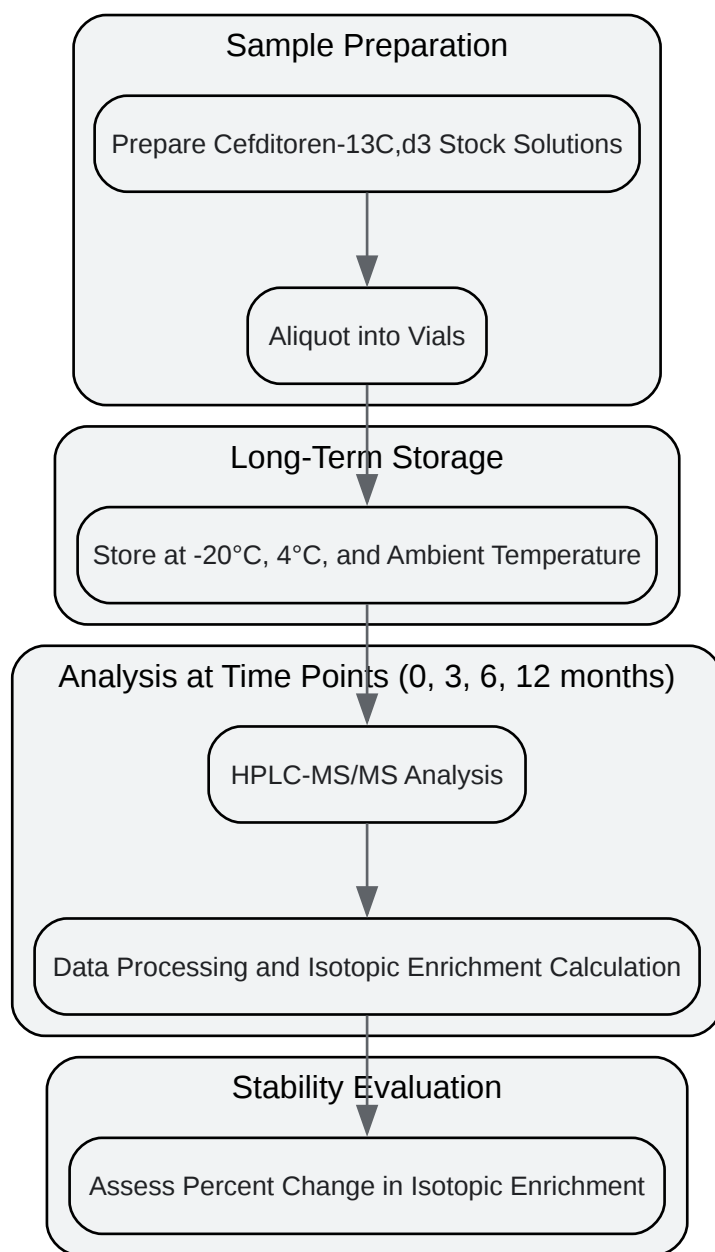 Sample Preparation
Prepare Cefditoren-13C,d3 Stock Solutions
Aliquot into Vials
Long-Term Storage
Store at -20°C, 4°C, and Ambient Temperature
Analysis at Time Points (0, 3, 6, 12 months)
HPLC-MS/MS Analysis
Data Processing and Isotopic Enrichment Calculation
Stability Evaluation
Assess Percent Change in Isotopic Enrichment